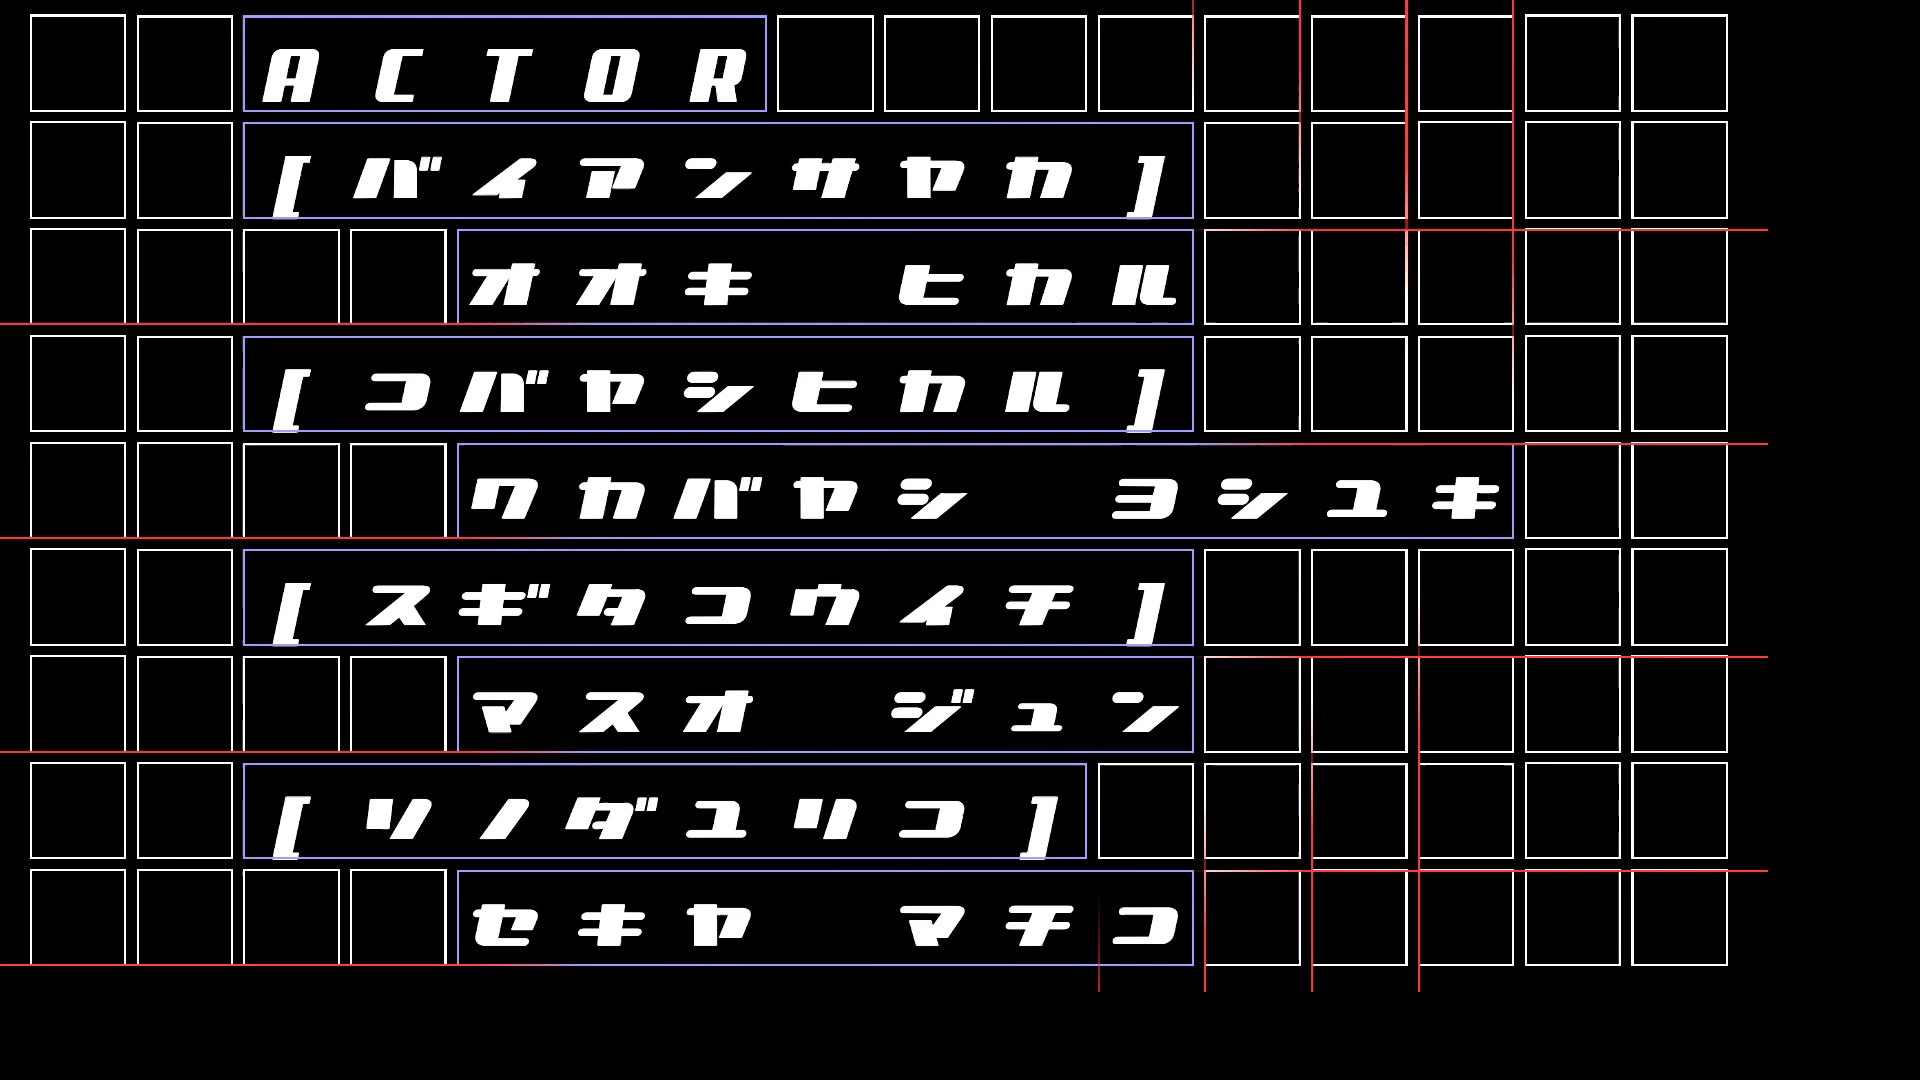 ACTOR
[バイアンサヤカ]
オオキ ヒカル
[コバヤシヒカル]
ワカバヤシ ヨシユキ
[スギタコウイチ]
マスオ ジュン
[ソノダユリコ]
セキヤ マチコ